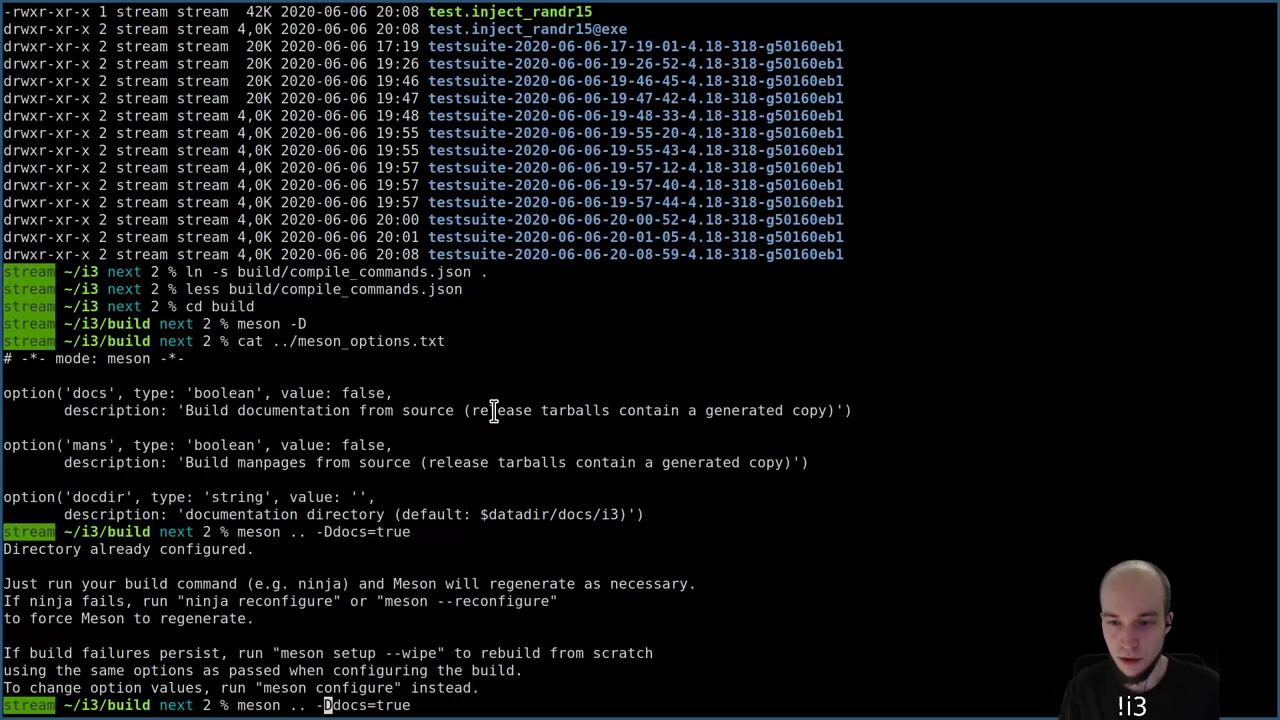 -rwxr-xr-x 1 stream stream  42K 2020-06-06 20:08 test.inject_randr15
drwxr-xr-x 2 stream stream 4,0K 2020-06-06 20:08 test.inject_randr15@exe
drwxr-xr-x 2 stream stream  20K 2020-06-06 17:19 testsuite-2020-06-06-17-19-01-4.18-318-g50160eb1
drwxr-xr-x 2 stream stream  20K 2020-06-06 19:26 testsuite-2020-06-06-19-26-52-4.18-318-g50160eb1
drwxr-xr-x 2 stream stream  20K 2020-06-06 19:46 testsuite-2020-06-06-19-46-45-4.18-318-g50160eb1
drwxr-xr-x 2 stream stream  20K 2020-06-06 19:47 testsuite-2020-06-06-19-47-42-4.18-318-g50160eb1
drwxr-xr-x 2 stream stream 4,0K 2020-06-06 19:48 testsuite-2020-06-06-19-48-33-4.18-318-g50160eb1
drwxr-xr-x 2 stream stream 4,0K 2020-06-06 19:55 testsuite-2020-06-06-19-55-20-4.18-318-g50160eb1
drwxr-xr-x 2 stream stream 4,0K 2020-06-06 19:55 testsuite-2020-06-06-19-55-43-4.18-318-g50160eb1
drwxr-xr-x 2 stream stream 4,0K 2020-06-06 19:57 testsuite-2020-06-06-19-57-12-4.18-318-g50160eb1
drwxr-xr-x 2 stream stream 4,0K 2020-06-06 19:57 testsuite-2020-06-06-19-57-40-4.18-318-g50160eb1
drwxr-xr-x 2 stream stream 4,0K 2020-06-06 19:57 testsuite-2020-06-06-19-57-44-4.18-318-g50160eb1
drwxr-xr-x 2 stream stream 4,0K 2020-06-06 20:00 testsuite-2020-06-06-20-00-52-4.18-318-g50160eb1
drwxr-xr-x 2 stream stream 4,0K 2020-06-06 20:01 testsuite-2020-06-06-20-01-05-4.18-318-g50160eb1
drwxr-xr-x 2 stream stream 4,0K 2020-06-06 20:08 testsuite-2020-06-06-20-08-59-4.18-318-g50160eb1
stream ~/i3 next 2 % ln -s build/compile_commands.json .
stream ~/i3 next 2 % less build/compile_commands.json
stream ~/i3 next 2 % cd build
stream ~/i3/build next 2 % meson -D
stream ~/i3/build next 2 % cat ../meson_options.txt
# -*- mode: meson -*-
option('docs', type: 'boolean', value: false,
description: 'Build documentation from source (release tarballs contain a generated copy)')
option('mans', type: 'boolean', value: false,
description: 'Build manpages from source (release tarballs contain a generated copy)')
option('docdir', type: 'string', value: '',
description: 'documentation directory (default: $datadir/docs/i3)')
stream ~/i3/build next 2 % meson .. -Ddocs=true
Directory already configured.
Just run your build command (e.g. ninja) and Meson will regenerate as necessary.
If ninja fails, run "ninja reconfigure" or "meson --reconfigure"
to force Meson to regenerate.
If build failures persist, run "meson setup --wipe" to rebuild from scratch
using the same options as passed when configuring the build.
To change option values, run "meson configure" instead.
stream ~/i3/build next 2 % meson .. -Ddocs=true
!i3